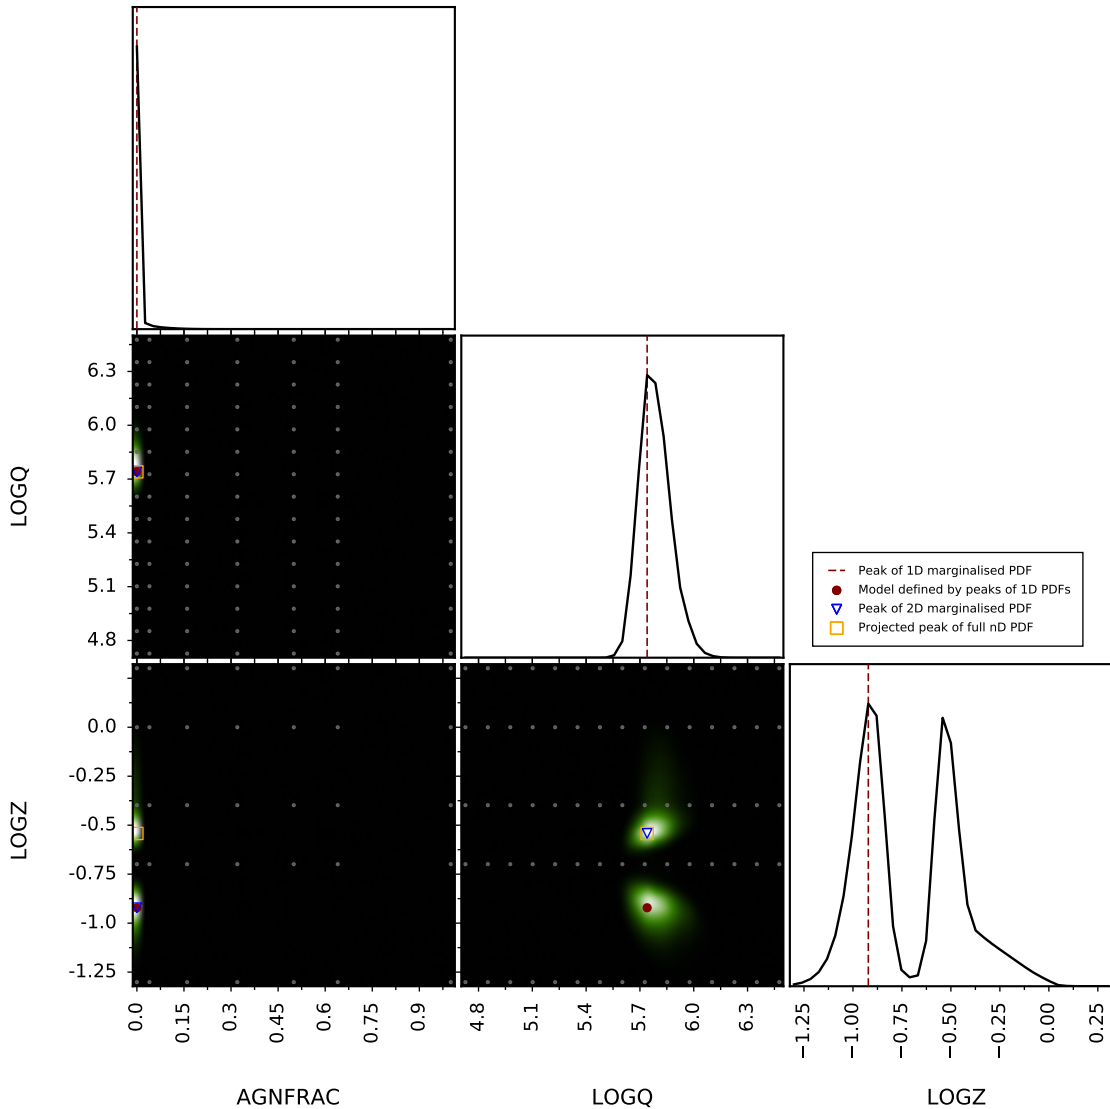 6.3
6.0
5.7
5.4
5.1
4.8
LOGQ
Peak of 1D marginalised PDF
Model defined by peaks of 1D PDFs
Peak of 2D marginalised PDF
Projected peak of full nD PDF
0.0
-0.25
-0.5
-0.75
-1.0
-1.25
LOGZ
0.0 0.15 0.3 0.45 0.6 0.75 0.9
4.8 5.1 5.4 5.7 6.0 6.3
−1.25 −1.00 −0.75 −0.50 −0.25 0.00 0.25
AGNFRAC LOGQ LOGZ